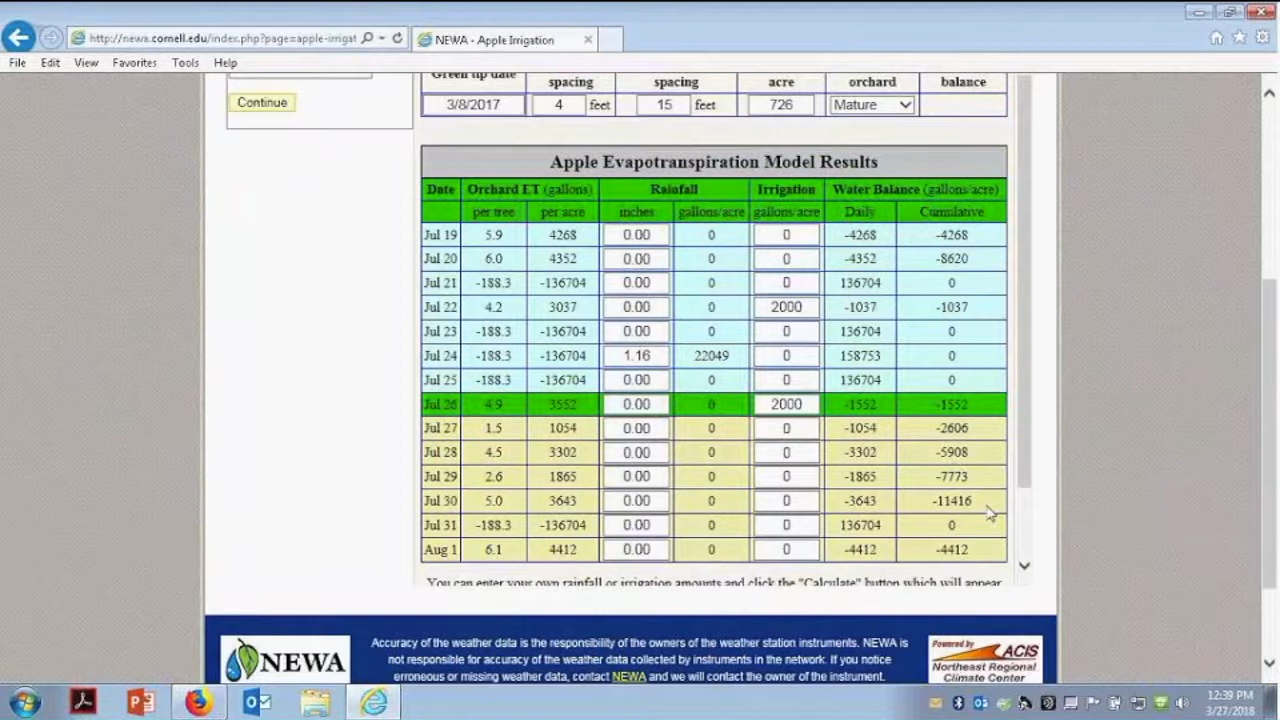 http://newa.cornell.edu/index.php?page=apple-irrigat
NEWA - Apple Irrigation
File Edit View Favorites Tools Help
Green tip date spacing spacing acre orchard balance
Continue
3/8/2017 4 feet 15 feet 726 Mature
Apple Evapotranspiration Model Results
Date Orchard ET (gallons) Rainfall Irrigation Water Balance (gallons/acre)
per tree per acre inches gallons/acre gallons/acre Daily Cumulative
Jul 19 5.9 4268 0.00 0 0 -4268 -4268
Jul 20 6.0 4352 0.00 0 0 -4352 -8620
Jul 21 -188.3 -136704 0.00 0 0 136704 0
Jul 22 4.2 3037 0.00 0 2000 -1037 -1037
Jul 23 -188.3 -136704 0.00 0 0 136704 0
Jul 24 -188.3 -136704 1.16 22049 0 158753 0
Jul 25 -188.3 -136704 0.00 0 0 136704 0
Jul 26 4.9 3552 0.00 0 2000 -1552 -1552
Jul 27 1.5 1054 0.00 0 0 -1054 -2606
Jul 28 4.5 3302 0.00 0 0 -3302 -5908
Jul 29 2.6 1865 0.00 0 0 -1865 -7773
Jul 30 5.0 3643 0.00 0 0 -3643 -11416
Jul 31 -188.3 -136704 0.00 0 0 136704 0
Aug 1 6.1 4412 0.00 0 0 -4412 -4412
You can enter your own rainfall or irrigation amounts and click the "Calculate" button which will appear
NEWA
Accuracy of the weather data is the responsibility of the owners of the weather station instruments. NEWA is
not responsible for accuracy of the weather data collected by instruments in the network. If you notice
erroneous or missing weather data, contact NEWA and we will contact the owner of the instrument.
Powered by
ACIS
Northeast Regional
Climate Center
12:39 PM
3/27/2018